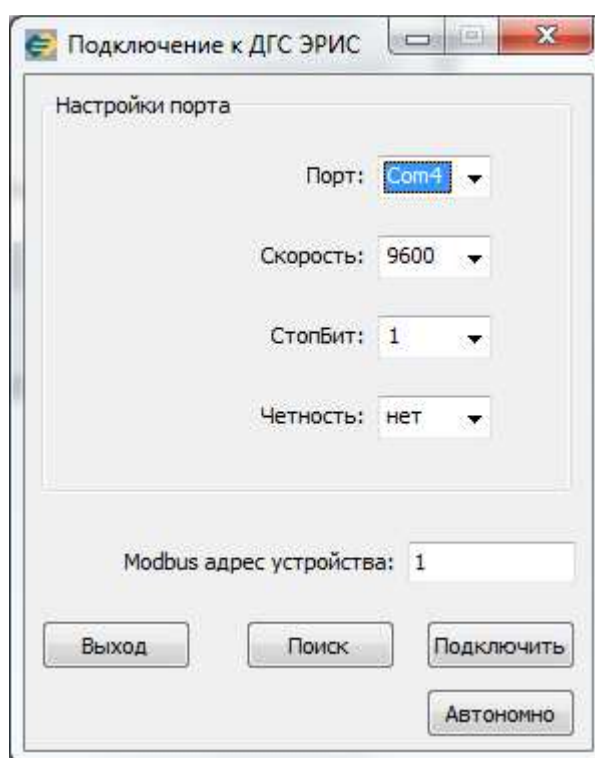 Подключение к ДГС ЭРИС
Настройки порта
Порт: Com4
Скорость: 9600
СтопБит: 1
Четность: нет
Modbus адрес устройства: 1
Выход Поиск Подключить
Автономно